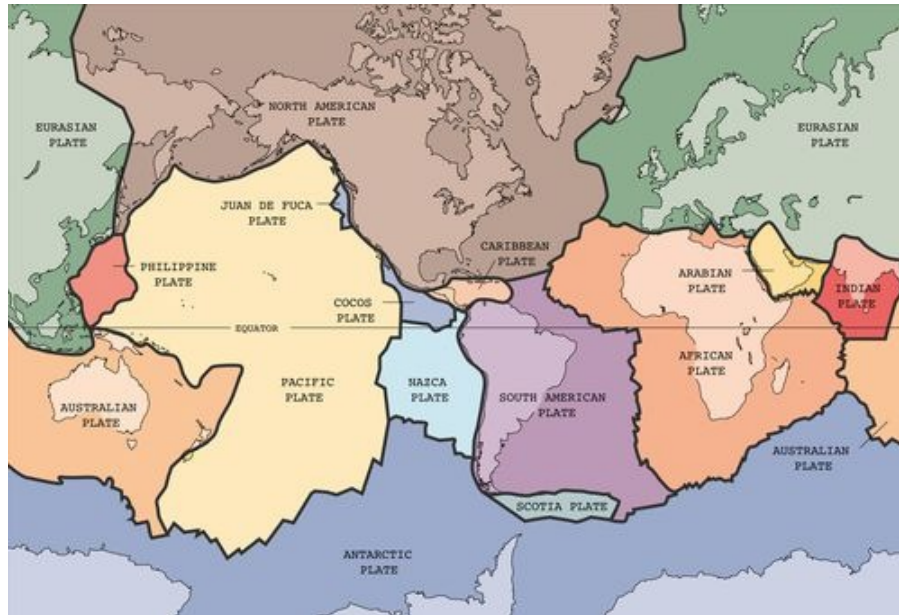 NORTH AMERICAN
PLATE
EURASIAN
PLATE
EURASIAN
PLATE
JUAN DE FUCA
PLATE
CARIBBEAN
PLATE
PHILIPPINE
PLATE
ARABIAN
PLATE
INDIAN
PLATE
COCOS
PLATE
EQUATOR
AFRICAN
PLATE
PACIFIC
PLATE
NAZCA
PLATE
SOUTH AMERICAN
PLATE
AUSTRALIAN
PLATE
AUSTRALIAN
PLATE
SCOTIA PLATE
ANTARCTIC
PLATE